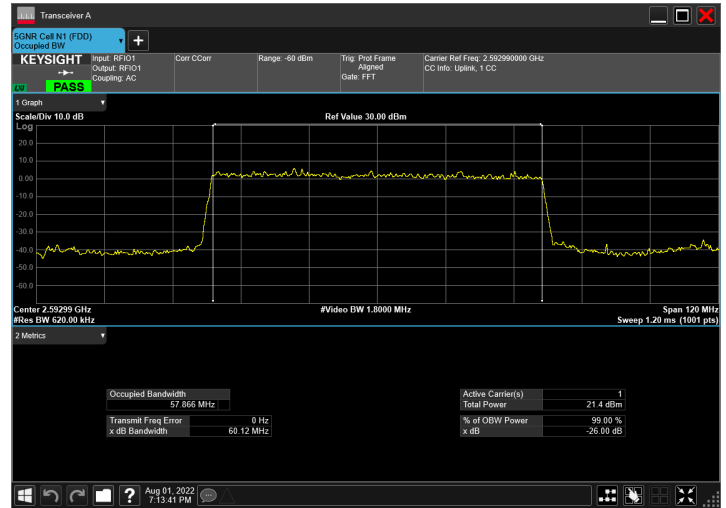 Transceiver A
5GNR Cell N1 (FDD)
Occupied BW
KEYSIGHT
PASS
Input: RFIO1
Output: RFIO1
Coupling: AC
Corr CCorr
Range: -60 dBm
Trig: Prot Frame
Aligned
Gate: FFT
Carrier Ref Freq: 2.592990000 GHz
CC Info: Uplink, 1 CC
1 Graph
Scale/Div 10.0 dB
Ref Value 30.00 dBm
Log
20.0
10.0
0.00
-10.0
-20.0
-30.0
-40.0
-50.0
-60.0
Center 2.59299 GHz
#Video BW 1.8000 MHz
Span 120 MHz
#Res BW 620.00 kHz
Sweep 1.20 ms (1001 pts)
2 Metrics
Occupied Bandwidth
57.866 MHz
Transmit Freq Error 0 Hz
x dB Bandwidth 60.12 MHz
Active Carrier(s) 1
Total Power 21.4 dBm
% of OBW Power 99.00 %
x dB -26.00 dB
Aug 01, 2022
7:13:41 PM